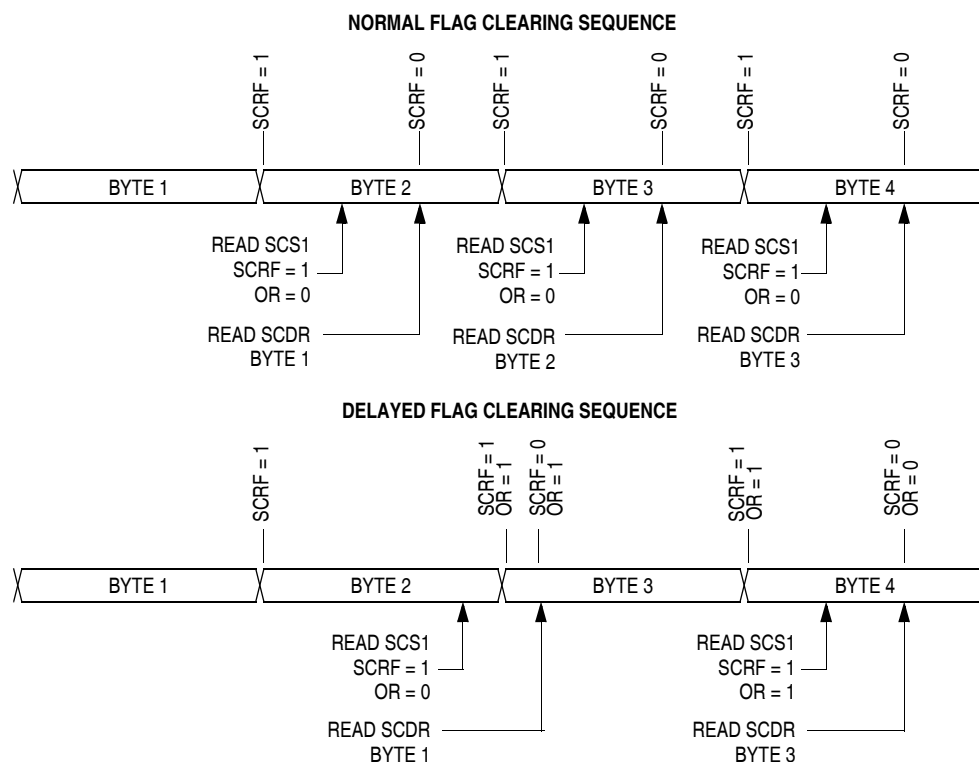 NORMAL FLAG CLEARING SEQUENCE
SCRF = 1
SCRF = 0
SCRF = 1
SCRF = 0
SCRF = 1
SCRF = 0
BYTE 1
BYTE 2
BYTE 3
BYTE 4
READ SCS1
SCRF = 1
OR = 0
READ SCDR
BYTE 1
READ SCS1
SCRF = 1
OR = 0
READ SCDR
BYTE 2
READ SCS1
SCRF = 1
OR = 0
READ SCDR
BYTE 3
DELAYED FLAG CLEARING SEQUENCE
SCRF = 1
SCRF = 1
OR = 1
SCRF = 0
OR = 1
SCRF = 1
OR = 1
SCRF = 0
OR = 0
BYTE 1
BYTE 2
BYTE 3
BYTE 4
READ SCS1
SCRF = 1
OR = 0
READ SCDR
BYTE 1
READ SCS1
SCRF = 1
OR = 1
READ SCDR
BYTE 3